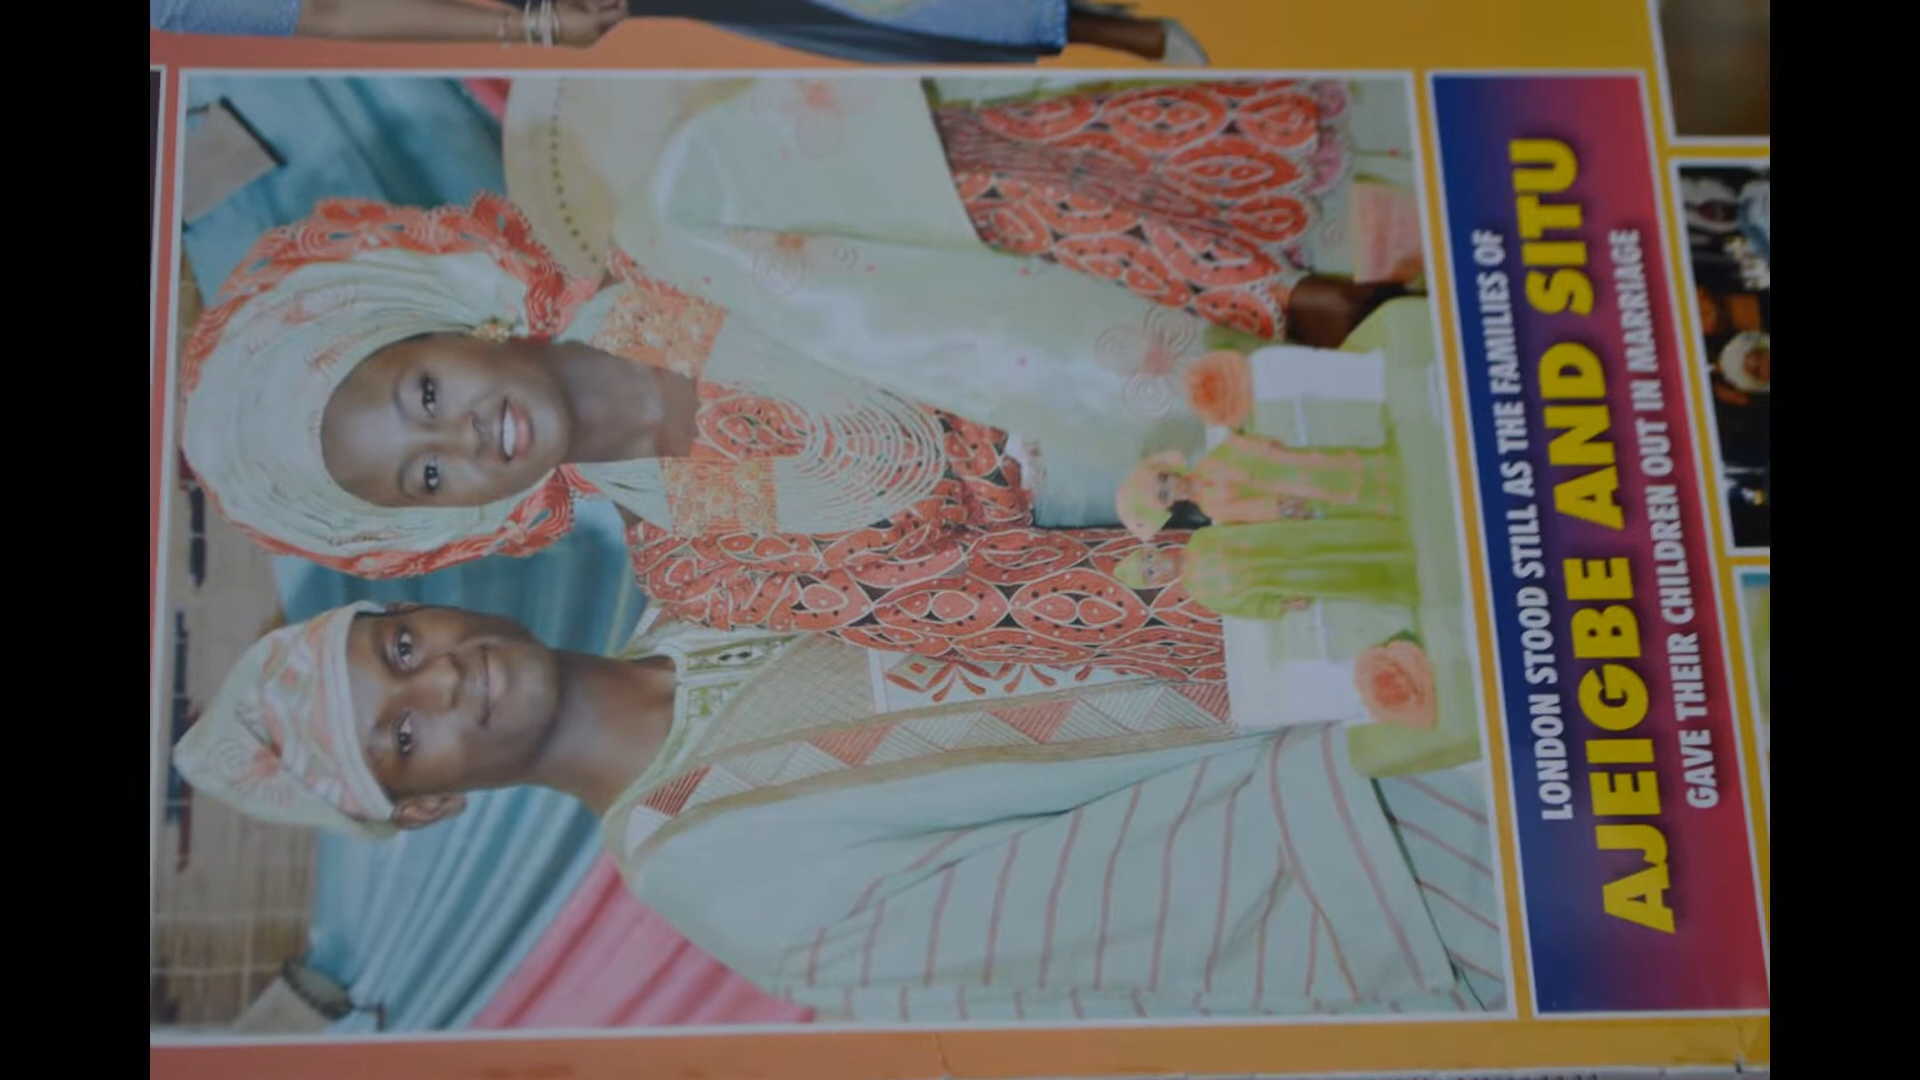 LONDON STOOD STILL AS THE FAMILIES OF
AJEIGBE AND SITU
GAVE THEIR CHILDREN OUT IN MARRIAGE